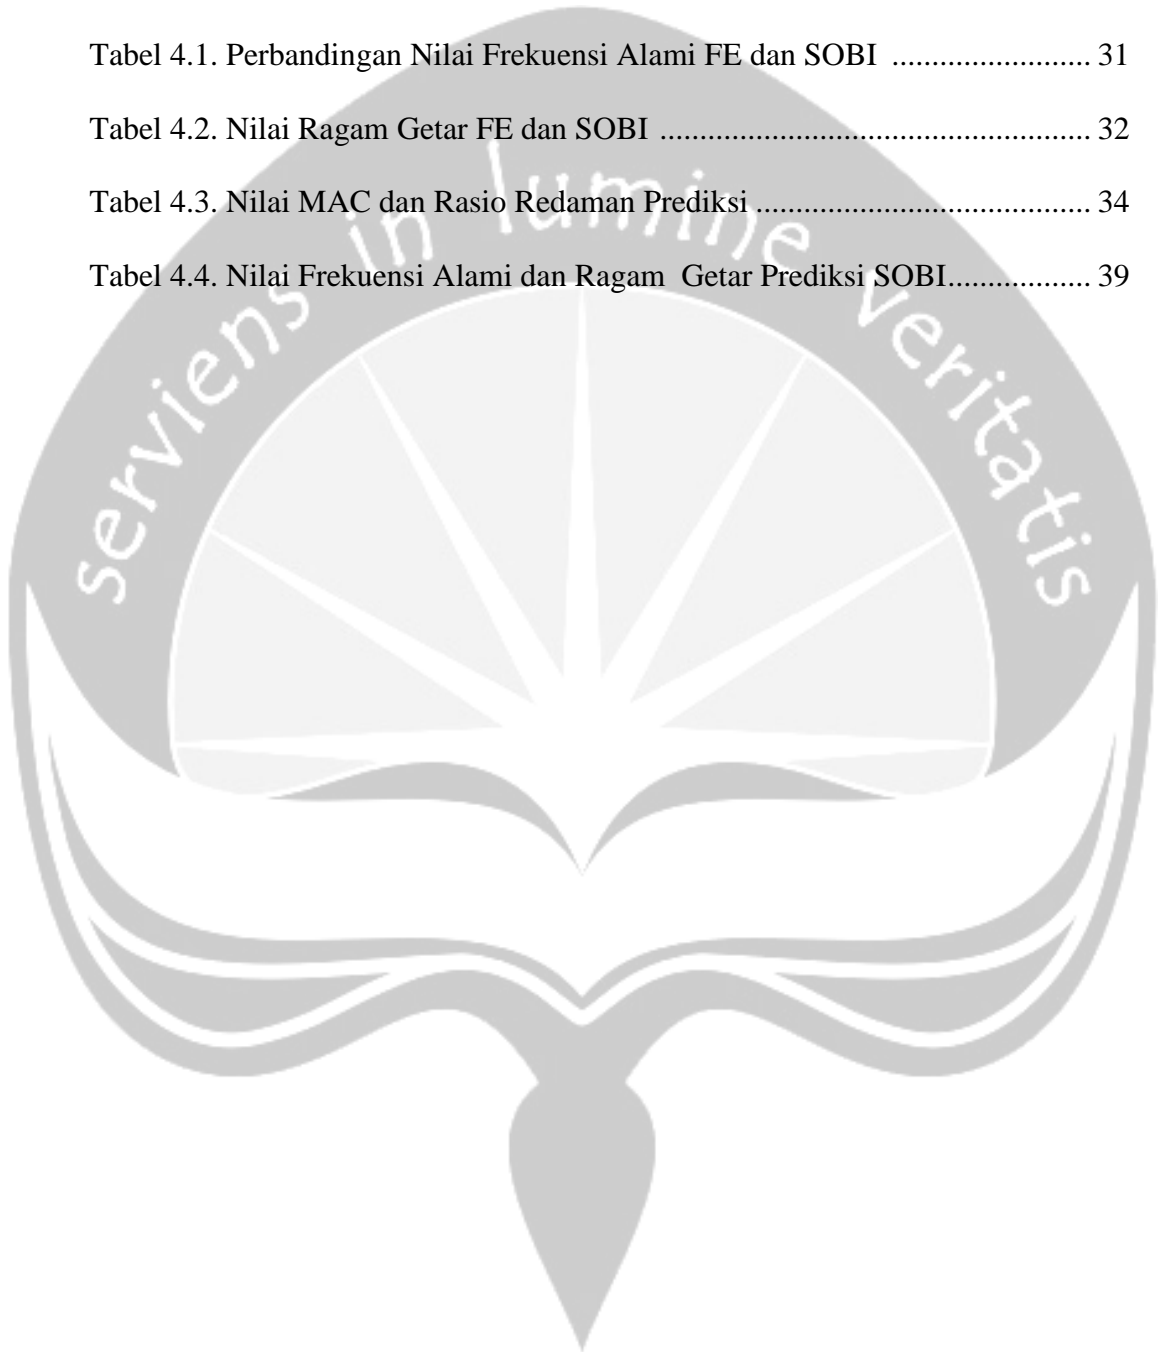 Tabel 4.1. Perbandingan Nilai Frekuensi Alami FE dan SOBI ........................ 31
Tabel 4.2. Nilai Ragam Getar FE dan SOBI .................................................... 32
Tabel 4.3. Nilai MAC dan Rasio Redaman Prediksi ........................................ 34
Tabel 4.4. Nilai Frekuensi Alami dan Ragam  Getar Prediksi SOBI................. 39
serviens in lumine veritatis